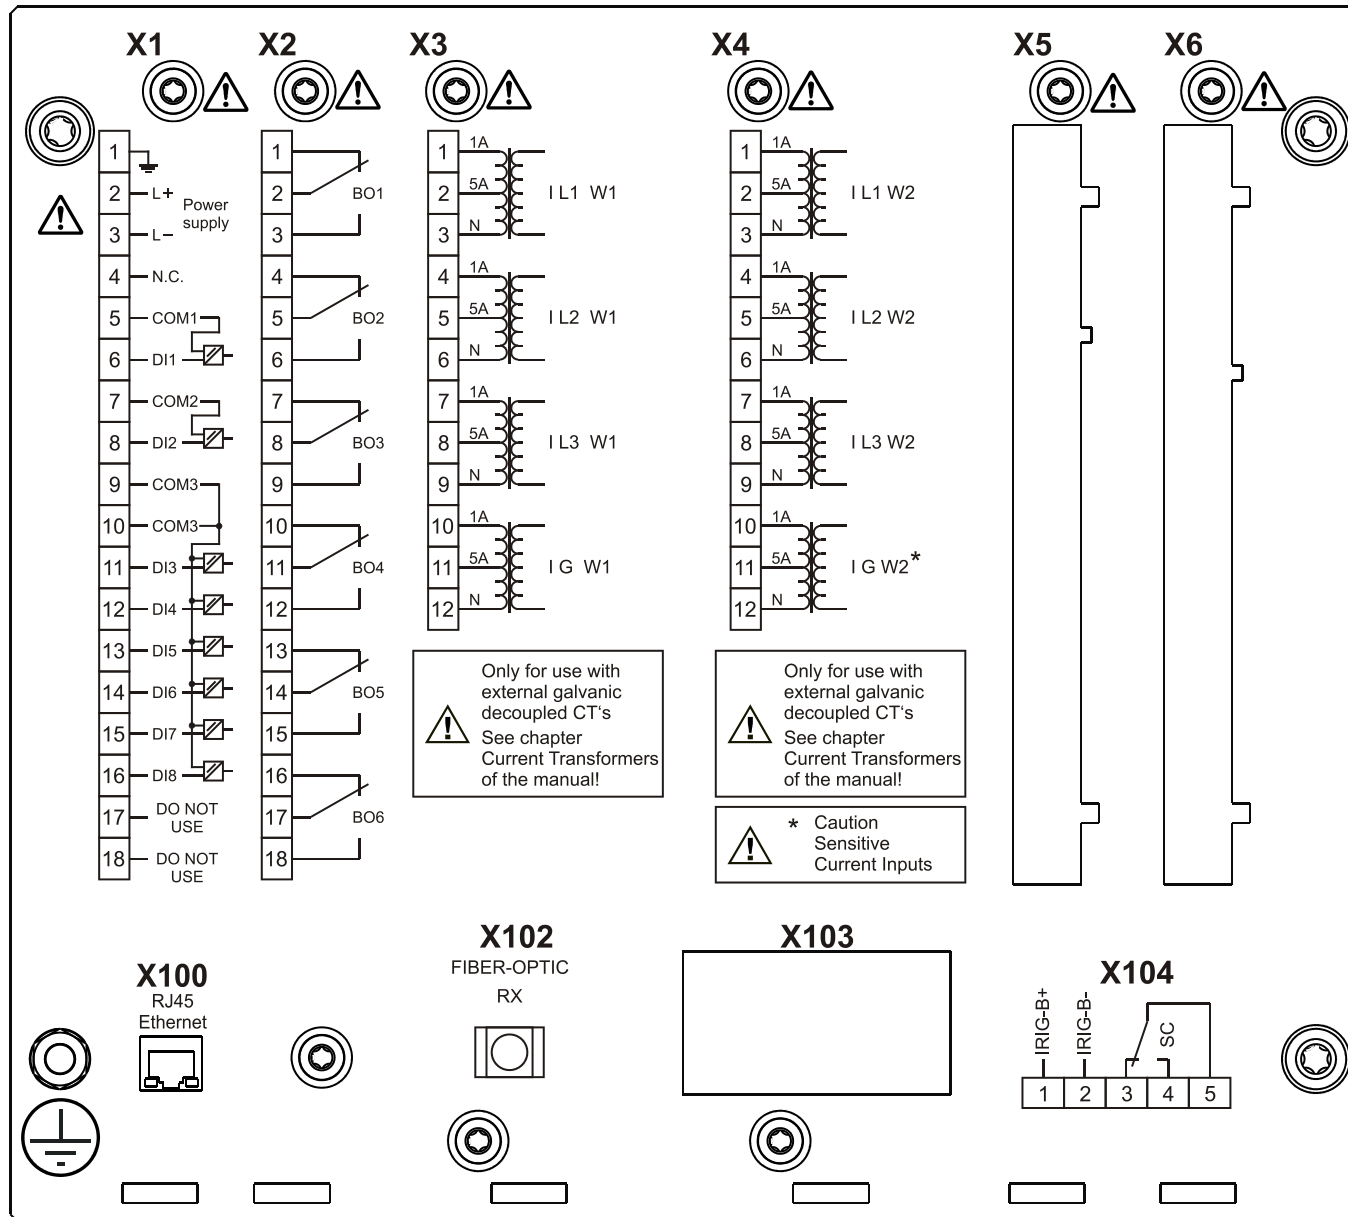 X1
X2
X3
X4
X5
X6
1
2 L+
Power
supply
3 L–
4 N.C.
5 COM1
6 DI1
7 COM2
8 DI2
9 COM3
10 COM3
11 DI3
12 DI4
13 DI5
14 DI6
15 DI7
16 DI8
17 DO NOT
USE
18 DO NOT
USE
1
2 BO1
3
4
5 BO2
6
7
8 BO3
9
10
11 BO4
12
13
14 BO5
15
16
17 BO6
18
1 1A
2 5A I L1 W1
3 N
4 1A
5 5A I L2 W1
6 N
7 1A
8 5A I L3 W1
9 N
10 1A
11 5A I G W1
12 N
Only for use with
external galvanic
decoupled CT‘s
See chapter
Current Transformers
of the manual!
1 1A
2 5A I L1 W2
3 N
4 1A
5 5A I L2 W2
6 N
7 1A
8 5A I L3 W2
9 N
10 1A
11 5A I G W2*
12 N
Only for use with
external galvanic
decoupled CT‘s
See chapter
Current Transformers
of the manual!
* Caution
Sensitive
Current Inputs
X100
RJ45
Ethernet
X102
FIBER-OPTIC
RX
X103
X104
IRIG-B+
IRIG-B-
SC
1 2 3 4 5